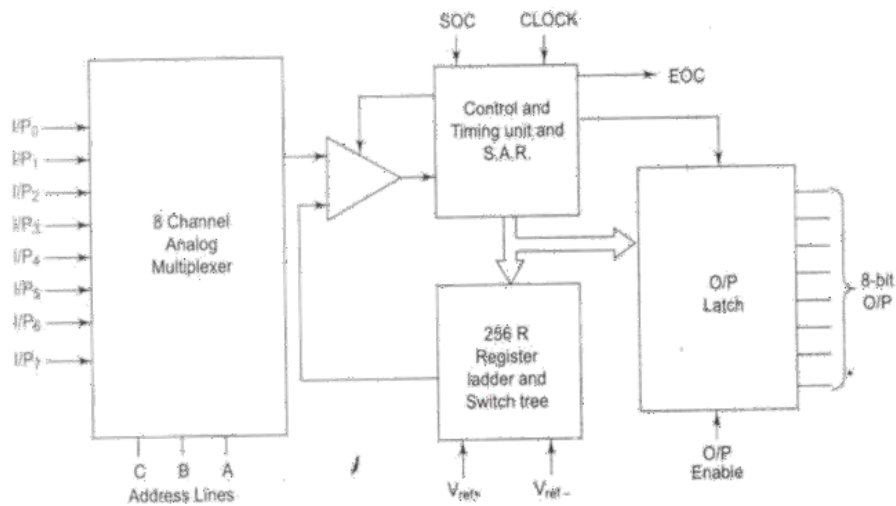 SOC CLOCK
EOC
Control and
Timing unit and
S.A.R.
I/P0
I/P1
I/P2
I/P3
I/P4
I/P5
I/P6
I/P7
8 Channel
Analog
Multiplexer
O/P
Latch
8-bit
O/P
256 R
Register
ladder and
Switch tree
C B A
Address Lines
Vref+ Vref–
O/P
Enable